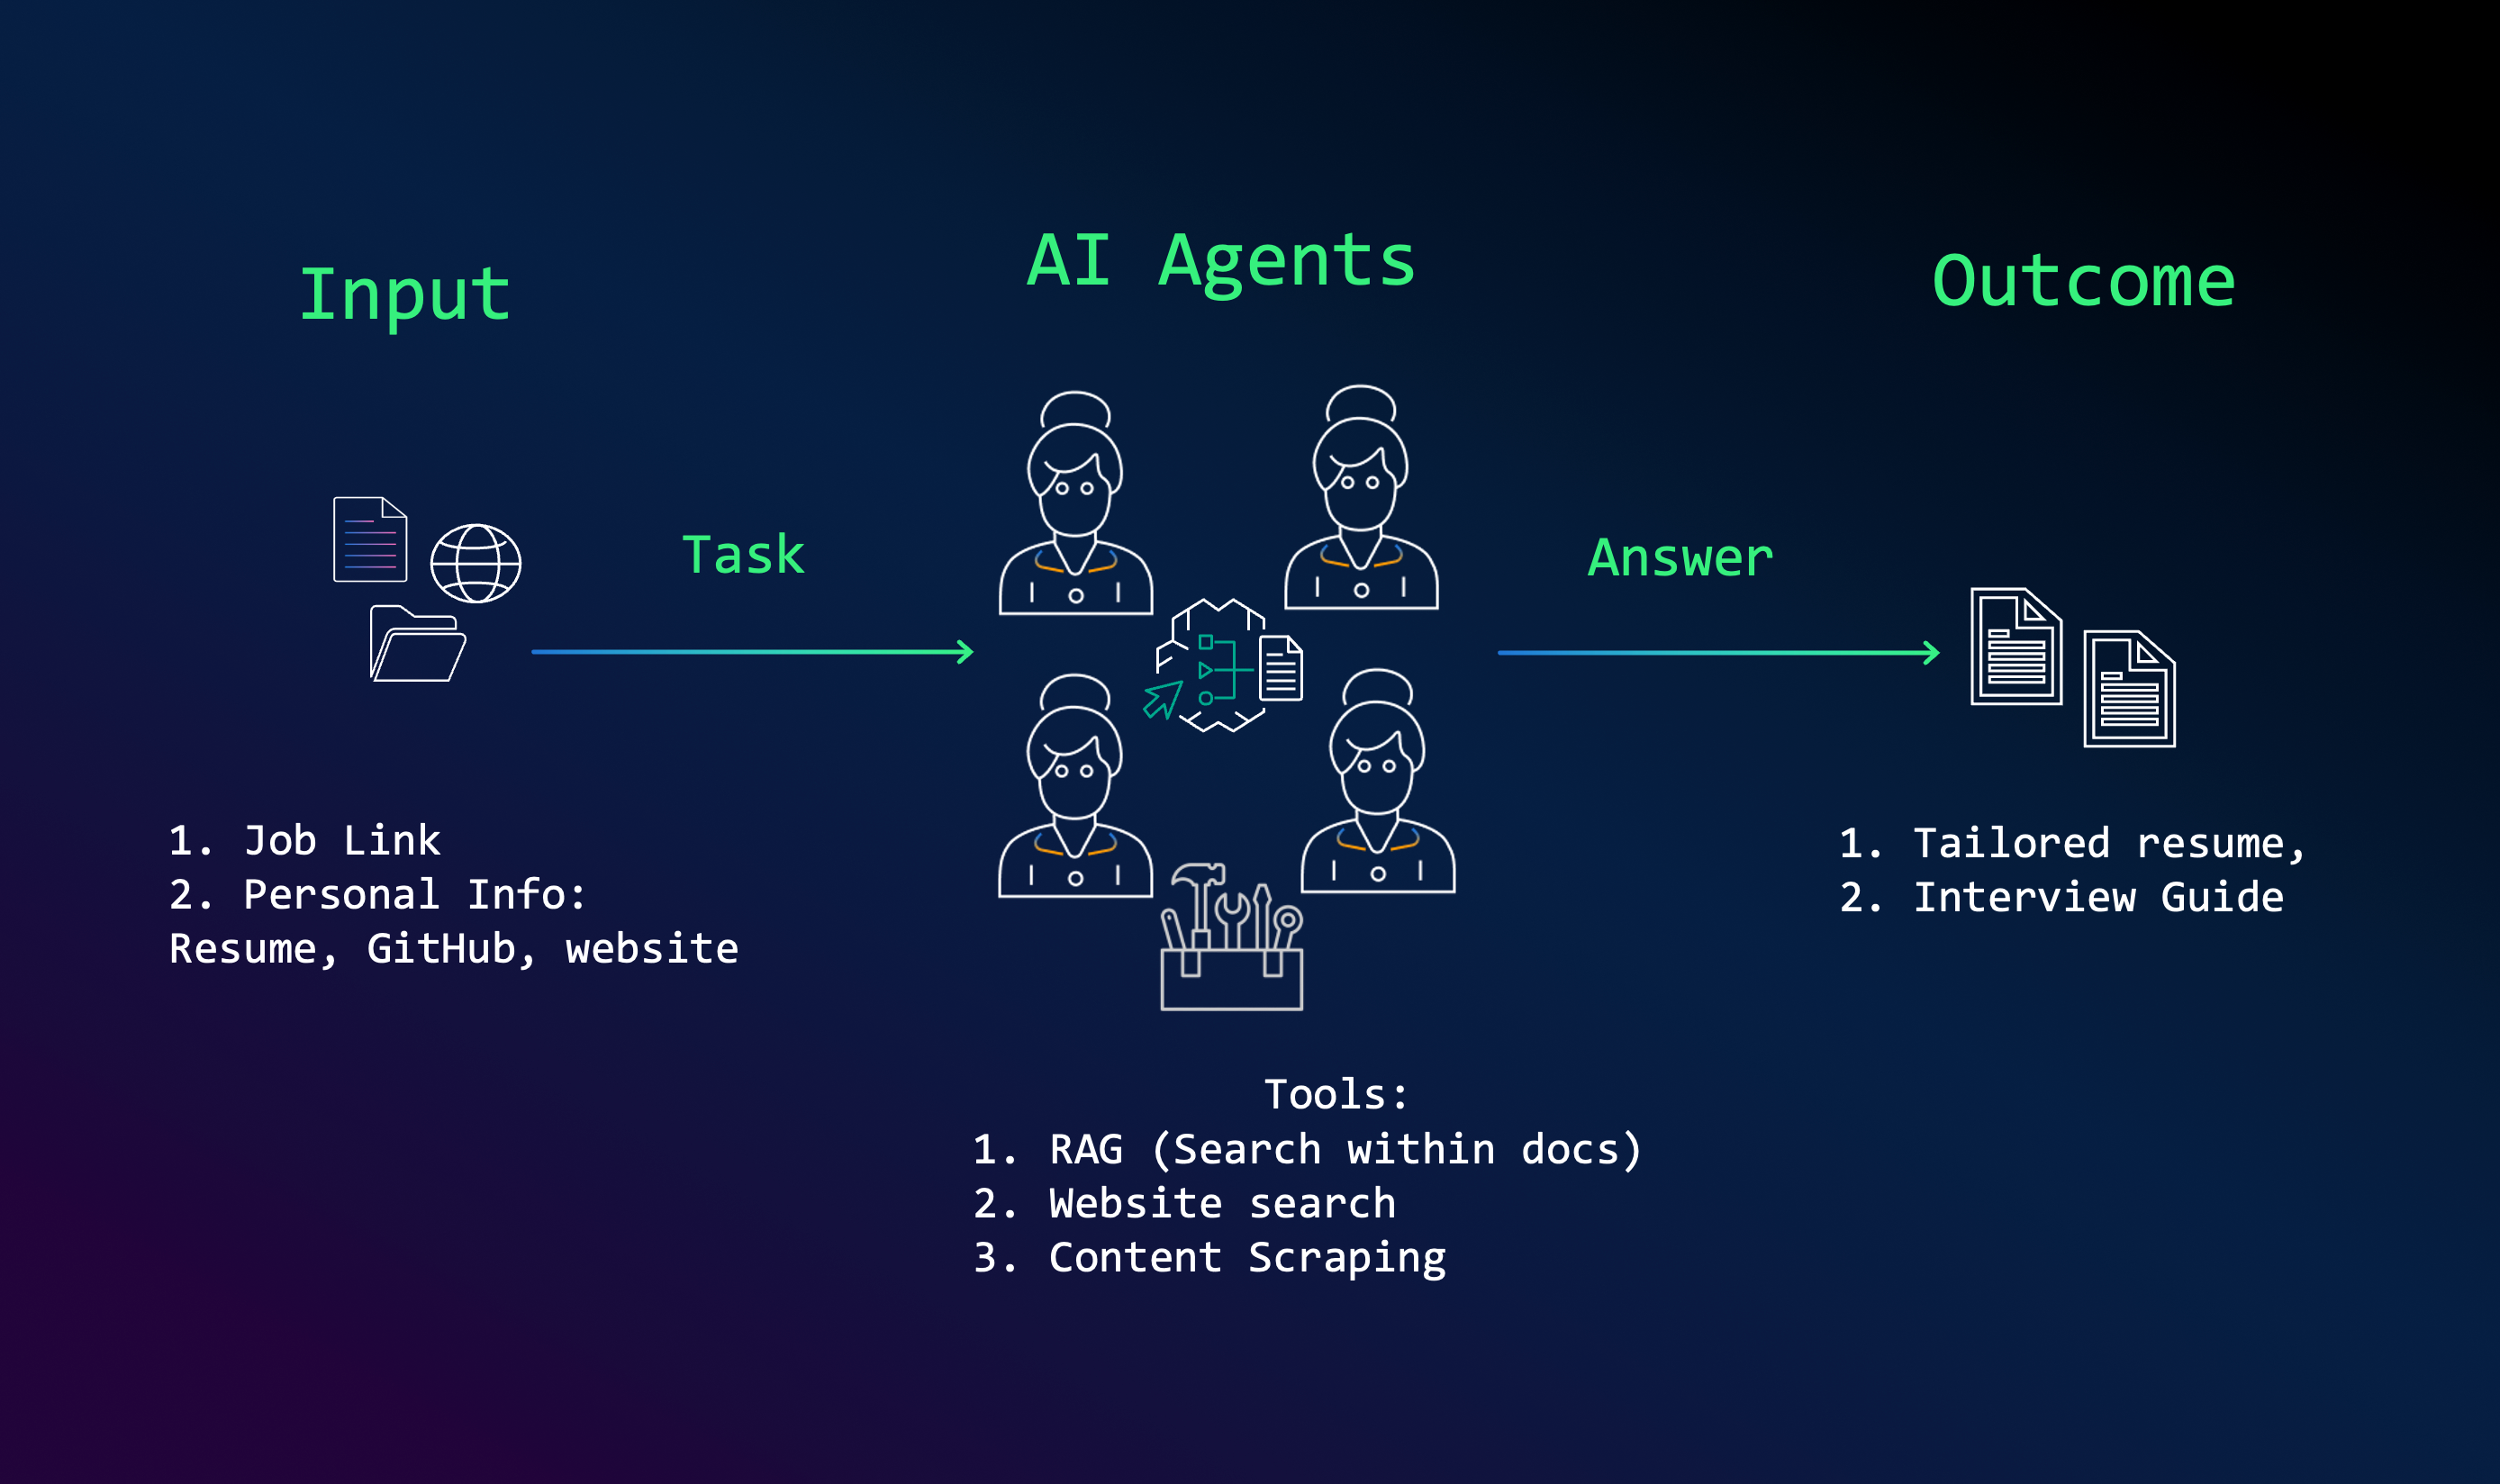 Input
AI Agents
Outcome
Task
Answer
1. Job Link
2. Personal Info:
Resume, GitHub, website
1. Tailored resume,
2. Interview Guide
Tools:
1. RAG (Search within docs)
2. Website search
3. Content Scraping